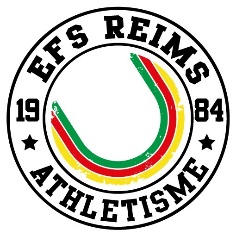 EFS REIMS
19 84
ATHLETISME